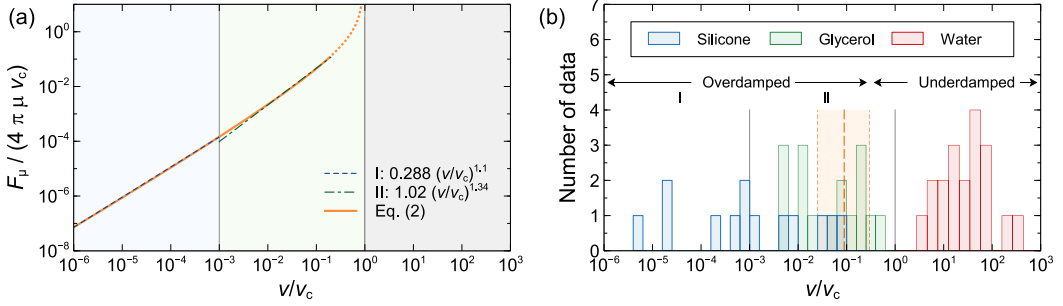 (a)
10^0
10^-2
10^-4
10^-6
10^-8
F_μ / (4 π μ v_c)
I: 0.288 (v/v_c)^1.1
II: 1.02 (v/v_c)^1.34
Eq. (2)
10^-6 10^-5 10^-4 10^-3 10^-2 10^-1 10^0 10^1 10^2 10^3
v/v_c
(b)
7
6
5
4
3
2
1
0
Number of data
Silicone Glycerol Water
Overdamped Underdamped
I II
10^-6 10^-5 10^-4 10^-3 10^-2 10^-1 10^0 10^1 10^2 10^3
v/v_c